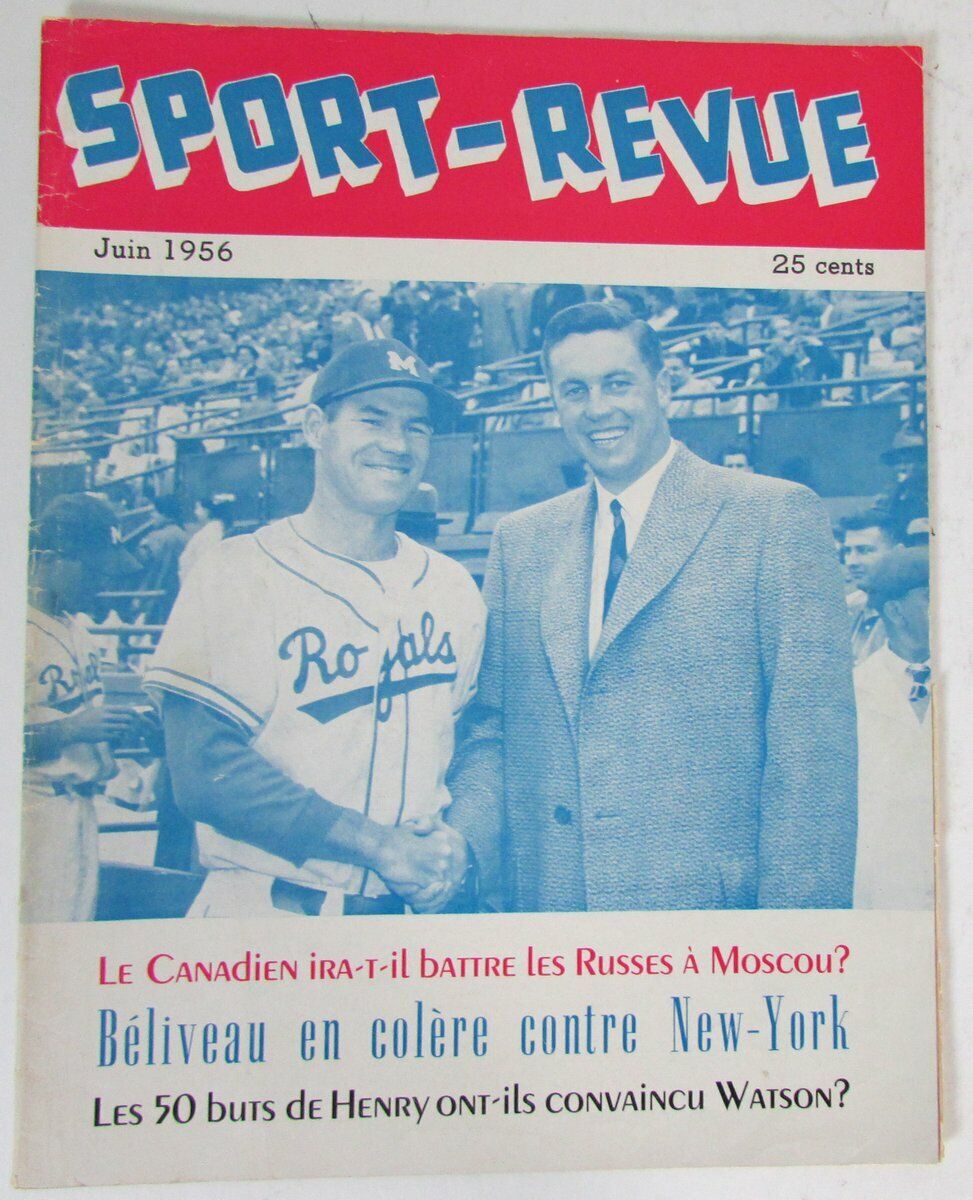 SPORT-REVUE
Juin 1956
25 cents
M
Royals
Le Canadien ira-t-il battre les Russes à Moscou?
Béliveau en colère contre New-York
Les 50 buts de Henry ont-ils convaincu Watson?